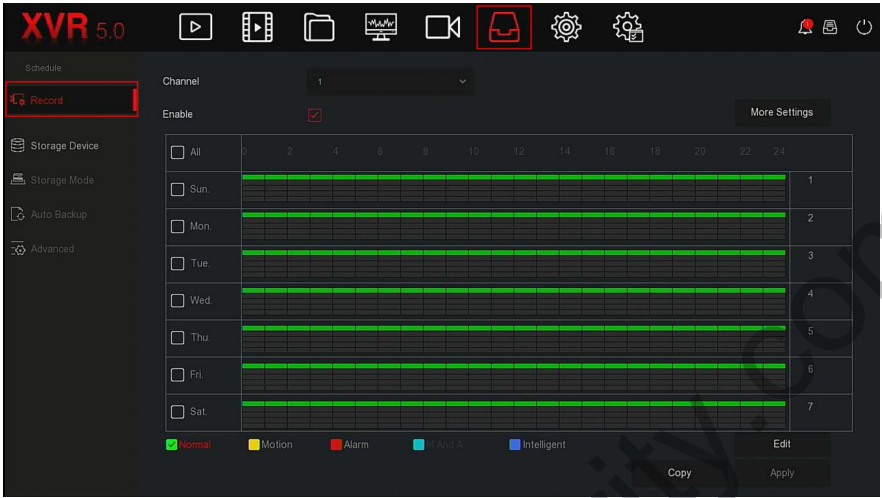 XVR 5.0
Schedule
Record
Storage Device
Storage Mode
Auto Backup
Advanced
Channel 1
Enable More Settings
All 0 2 4 6 8 10 12 14 16 18 20 22 24
Sun. 1
Mon. 2
Tue. 3
Wed. 4
Thu. 5
Fri. 6
Sat. 7
Normal Motion Alarm M And A Intelligent Edit
Copy Apply